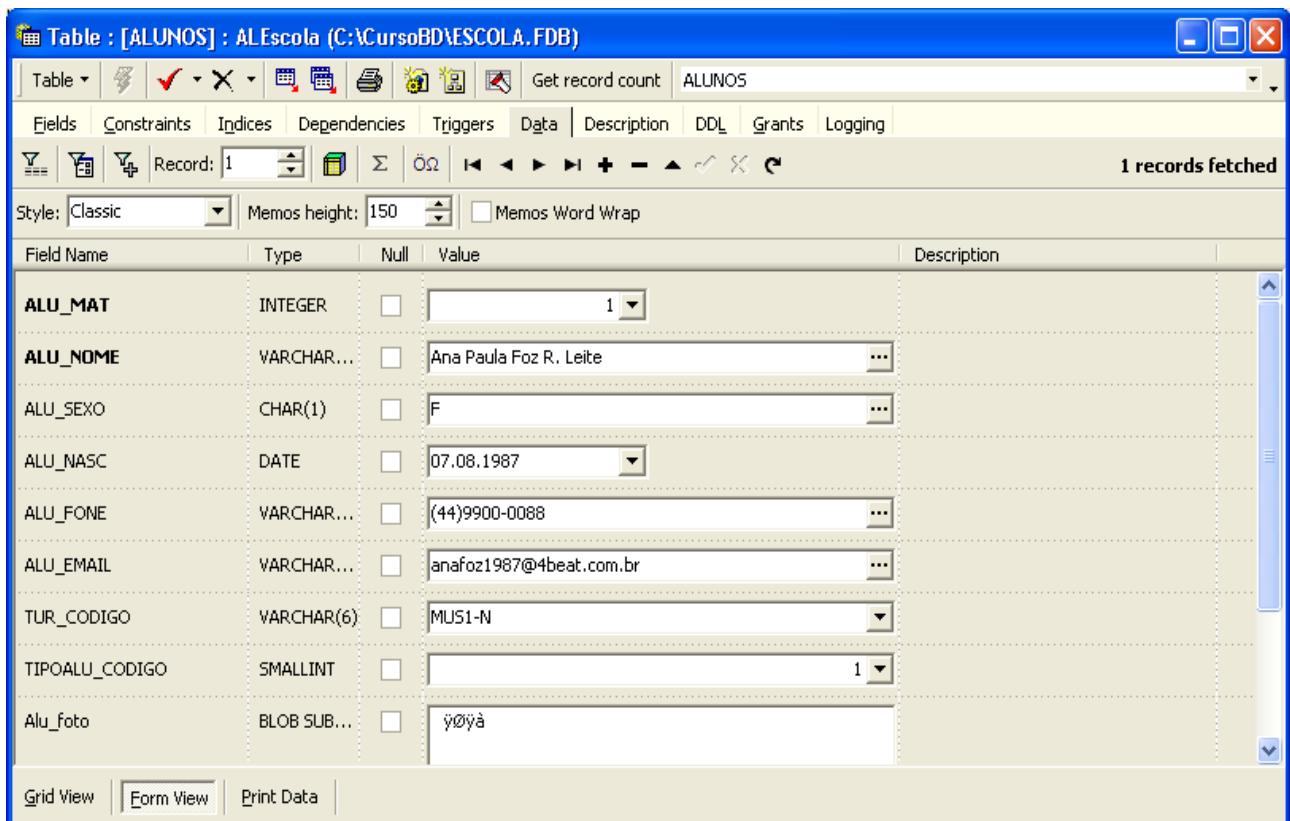 Table : [ALUNOS] : ALEscola (C:\CursoBD\ESCOLA.FDB)
Table Get record count ALUNOS
Fields Constraints Indices Dependencies Triggers Data Description DDL Grants Logging
Record: 1 Σ ÖΩ 1 records fetched
Style: Classic Memos height: 150 Memos Word Wrap
Field Name Type Null Value Description
ALU_MAT INTEGER 1
ALU_NOME VARCHAR... Ana Paula Foz R. Leite ...
ALU_SEXO CHAR(1) F ...
ALU_NASC DATE 07.08.1987
ALU_FONE VARCHAR... (44)9900-0088 ...
ALU_EMAIL VARCHAR... anafoz1987@4beat.com.br ...
TUR_CODIGO VARCHAR(6) MUS1-N
TIPOALU_CODIGO SMALLINT 1
Alu_foto BLOB SUB... ÿØÿà
Grid View Form View Print Data